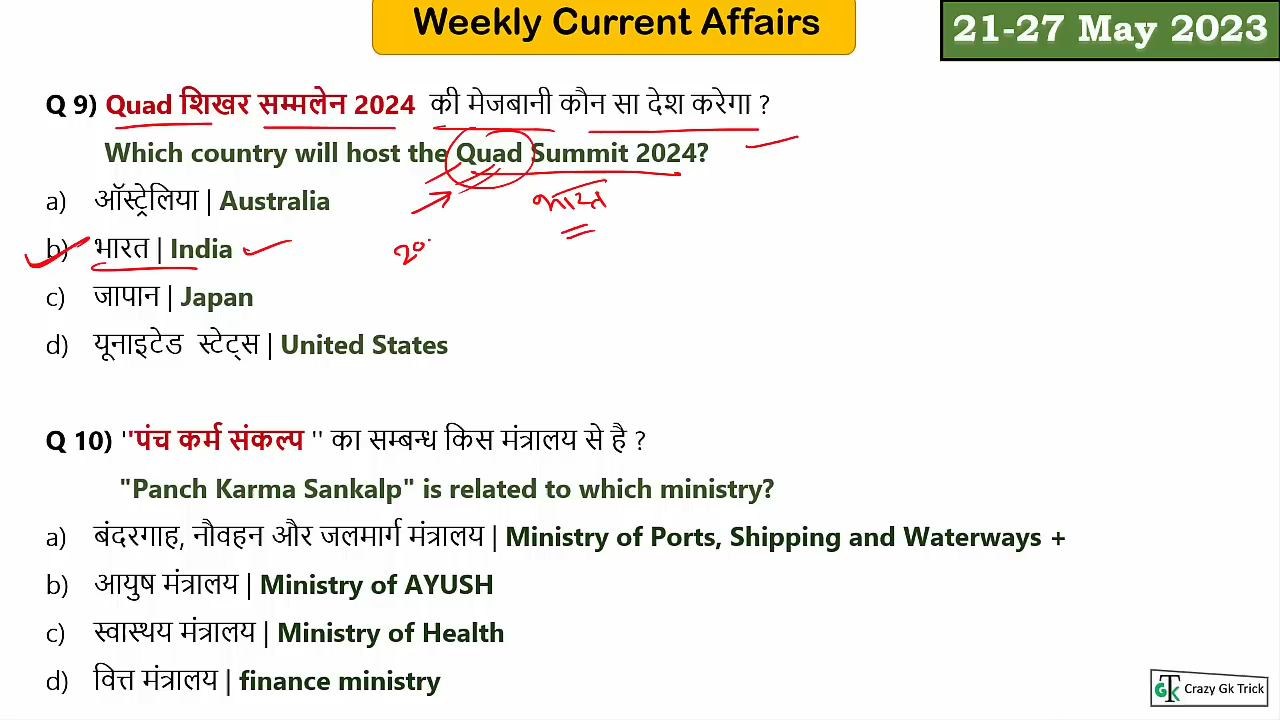 Weekly Current Affairs
21-27 May 2023
Q 9) Quad शिखर सम्मलेन 2024 की मेजबानी कौन सा देश करेगा ?
Which country will host the Quad Summit 2024?
a) ऑस्ट्रेलिया | Australia
भारत
b) भारत | India
20
c) जापान | Japan
d) यूनाइटेड स्टेट्स | United States
Q 10) ''पंच कर्म संकल्प '' का सम्बन्ध किस मंत्रालय से है ?
"Panch Karma Sankalp" is related to which ministry?
a) बंदरगाह, नौवहन और जलमार्ग मंत्रालय | Ministry of Ports, Shipping and Waterways +
b) आयुष मंत्रालय | Ministry of AYUSH
c) स्वास्थय मंत्रालय | Ministry of Health
d) वित्त मंत्रालय | finance ministry
GTK Crazy Gk Trick